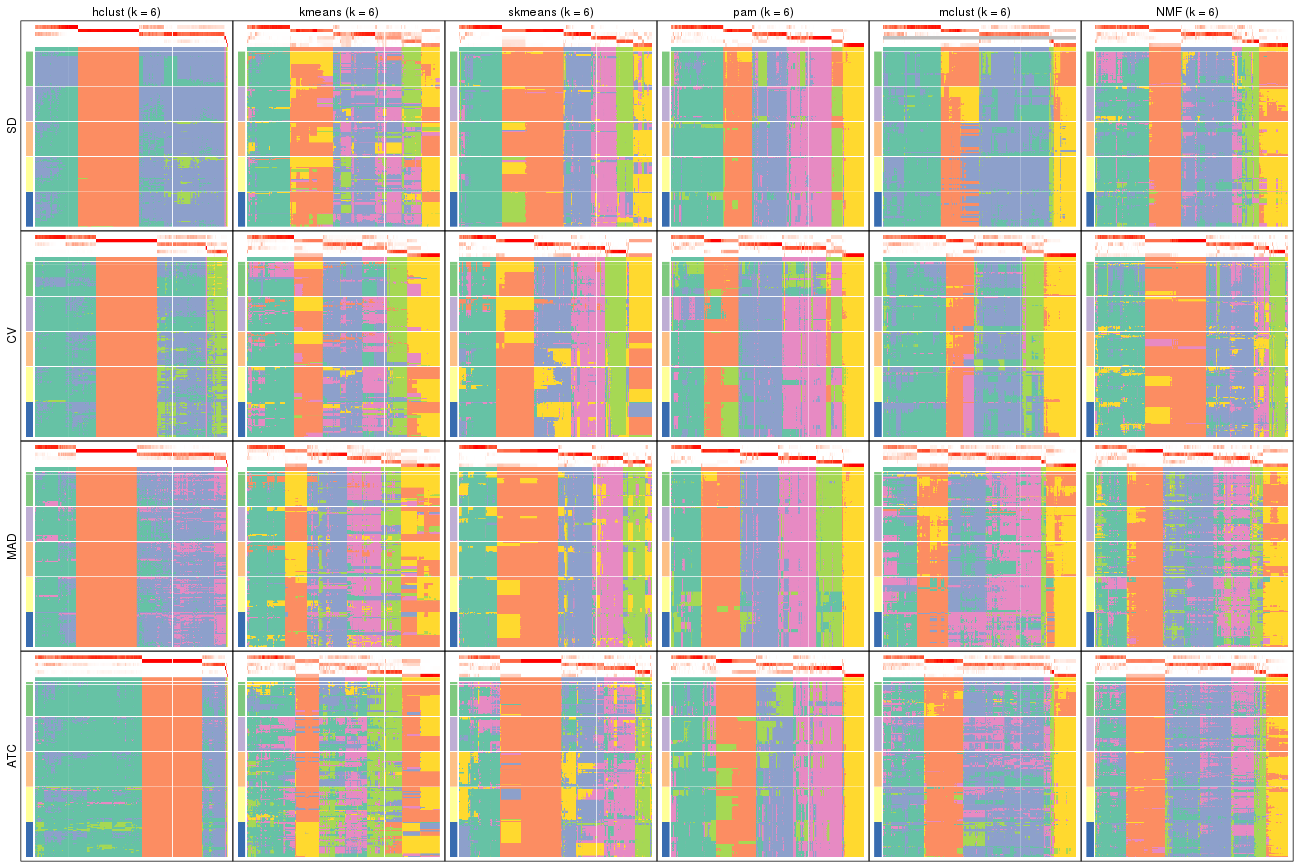 hclust (k = 6) kmeans (k = 6) skmeans (k = 6) pam (k = 6) mclust (k = 6) NMF (k = 6)
SD
CV
MAD
ATC